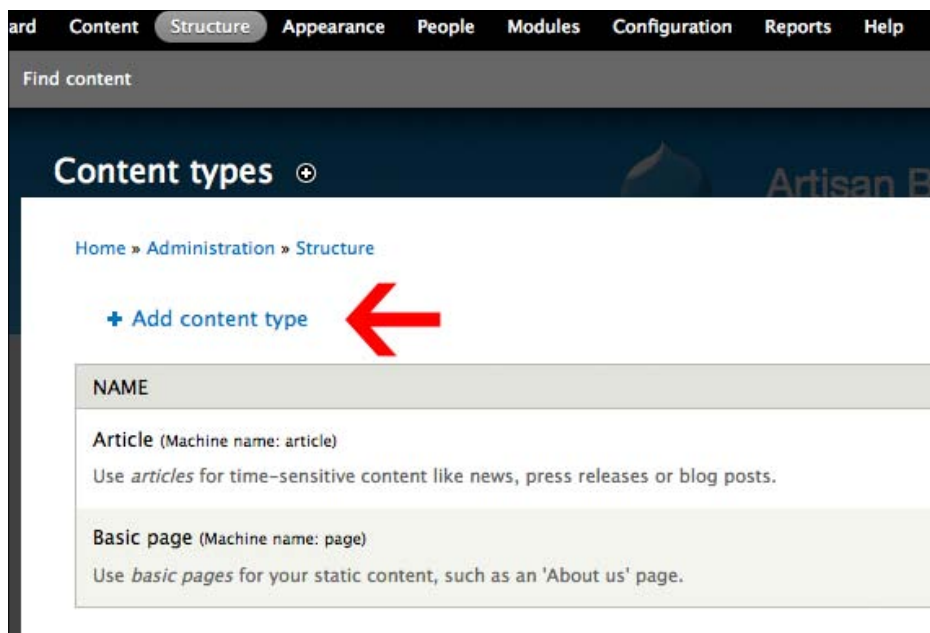 ard Content Structure Appearance People Modules Configuration Reports Help
Find content
Content types
Artisan B
Home » Administration » Structure
+ Add content type
NAME
Article (Machine name: article)
Use articles for time-sensitive content like news, press releases or blog posts.
Basic page (Machine name: page)
Use basic pages for your static content, such as an 'About us' page.